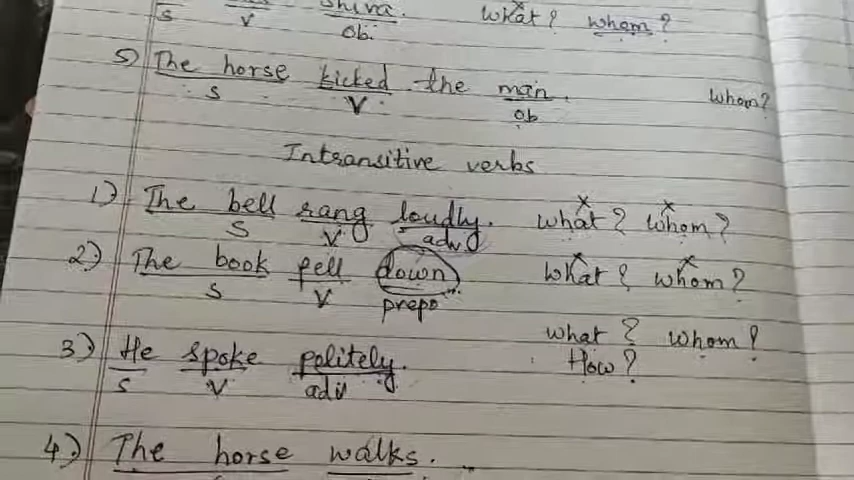 Shiva. What? Whom?
S V Ob.
5) The horse kicked the man. Whom?
S V ob
Intransitive verbs
1) The bell rang loudly. What? Whom?
S V adv
2) The book fell down What? Whom?
S V prepo
3) He spoke politely. What? Whom?
S V adv How?
4) The horse walks.